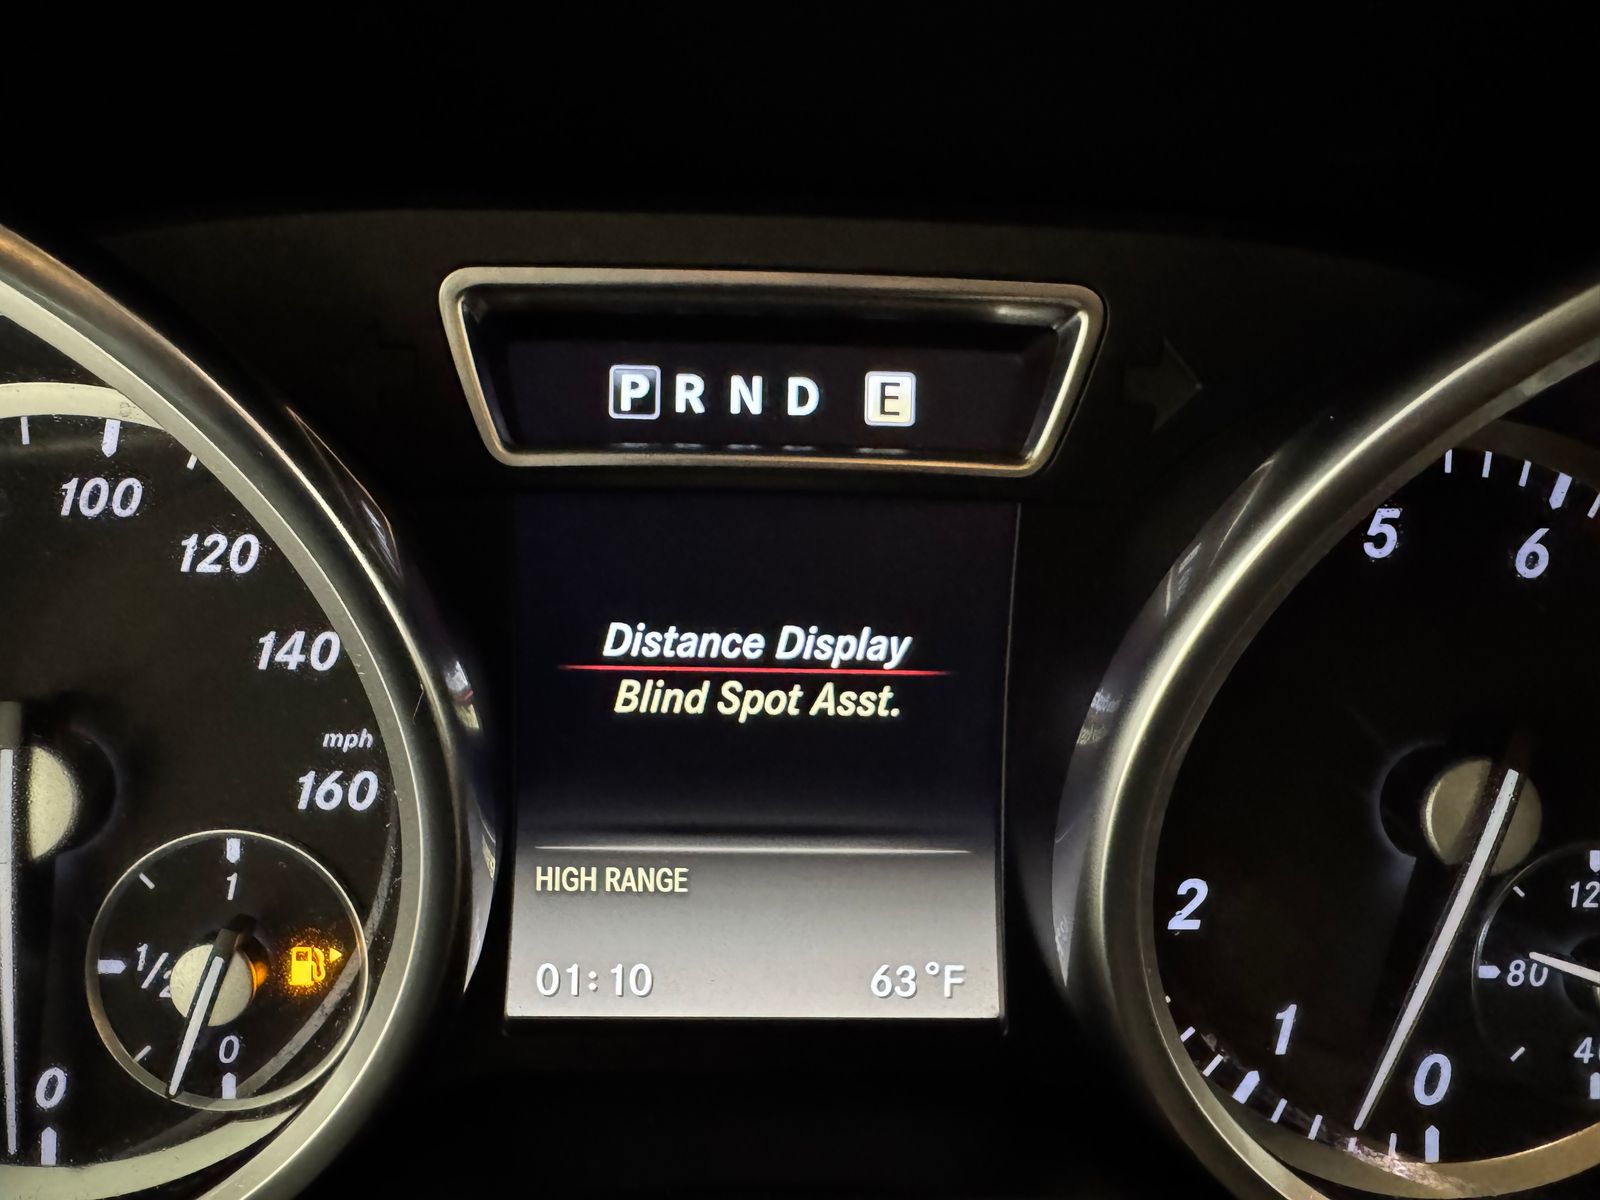 P R N D E
Distance Display
Blind Spot Asst.
HIGH RANGE
01:10 63°F
100
120
140
mph
160
1
1/2
0
0
5
6
2
1
0
80